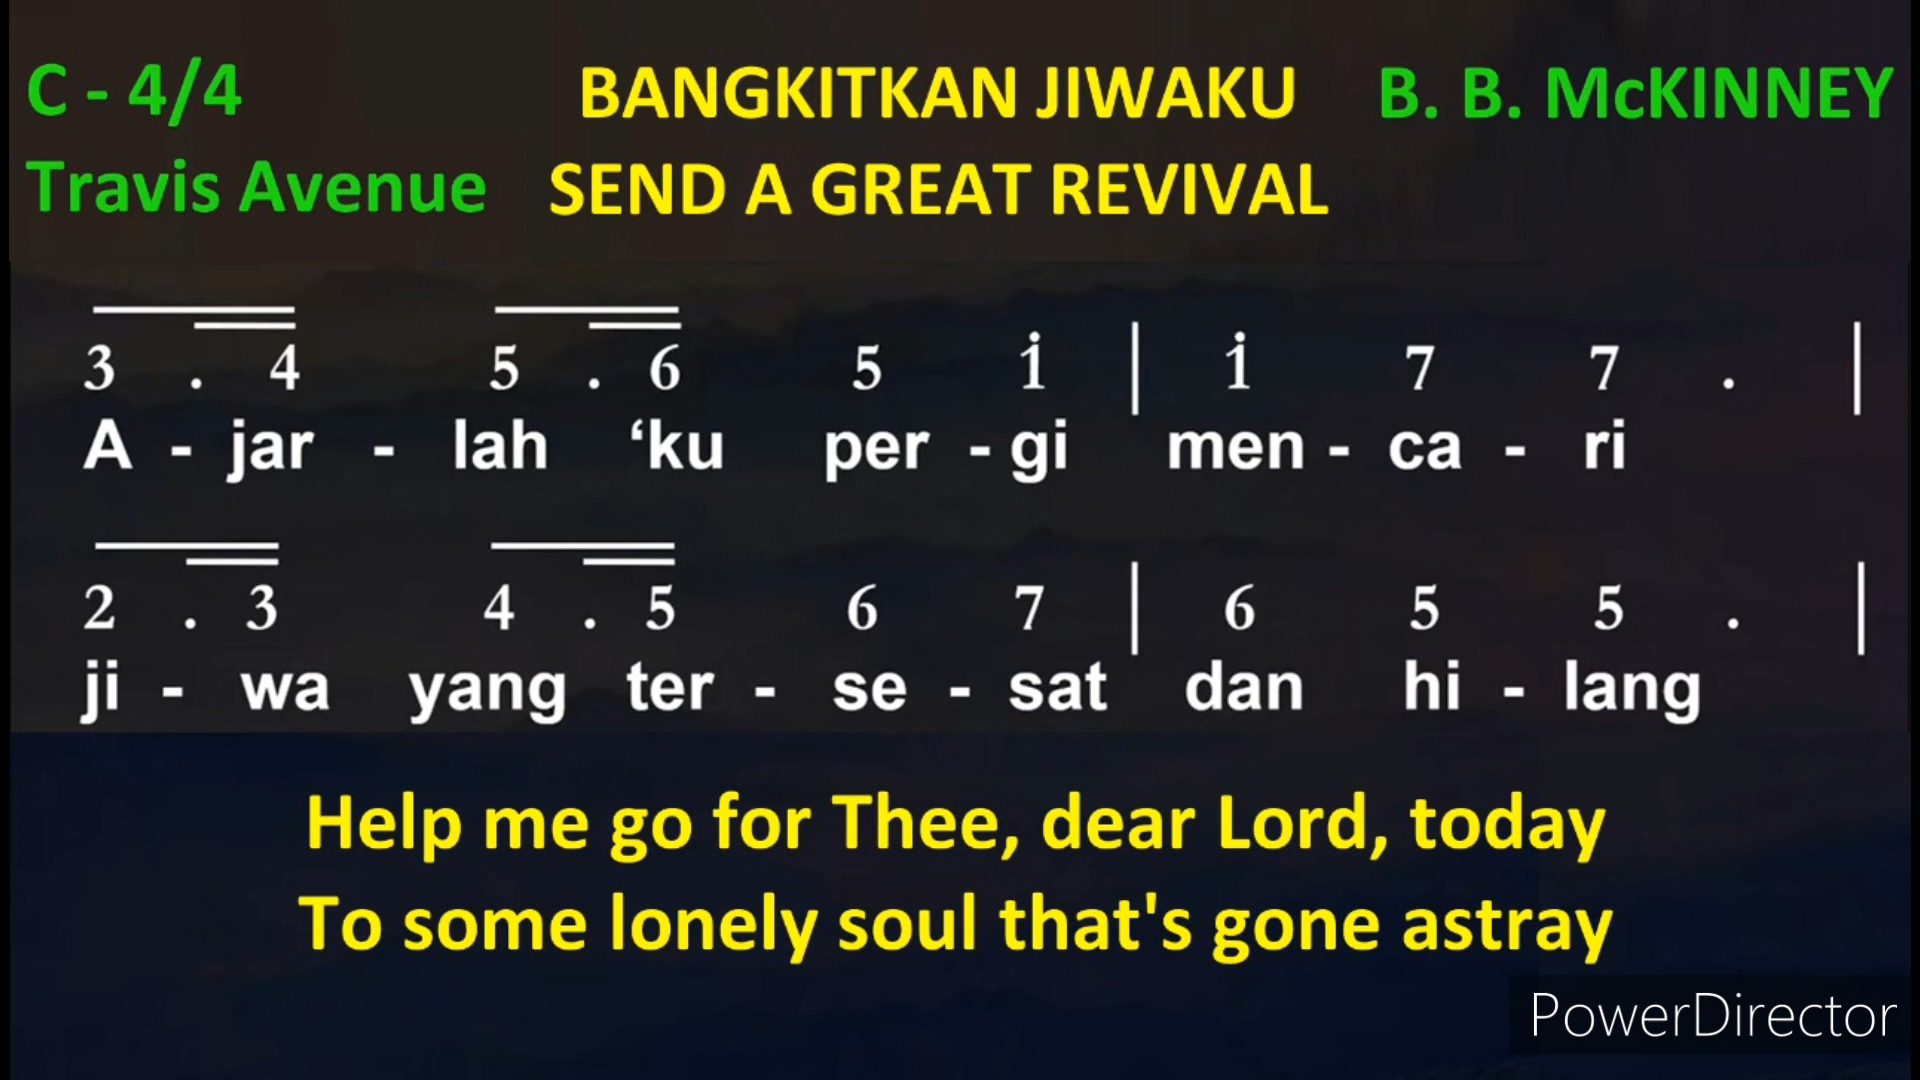 C - 4/4 BANGKITKAN JIWAKU B. B. McKINNEY
Travis Avenue SEND A GREAT REVIVAL
3 . 4 5 . 6 5 i | i 7 7 . |
A - jar - lah ‘ku per - gi men - ca - ri
2 . 3 4 . 5 6 7 | 6 5 5 . |
ji - wa yang ter - se - sat dan hi - lang
Help me go for Thee, dear Lord, today
To some lonely soul that's gone astray
PowerDirector